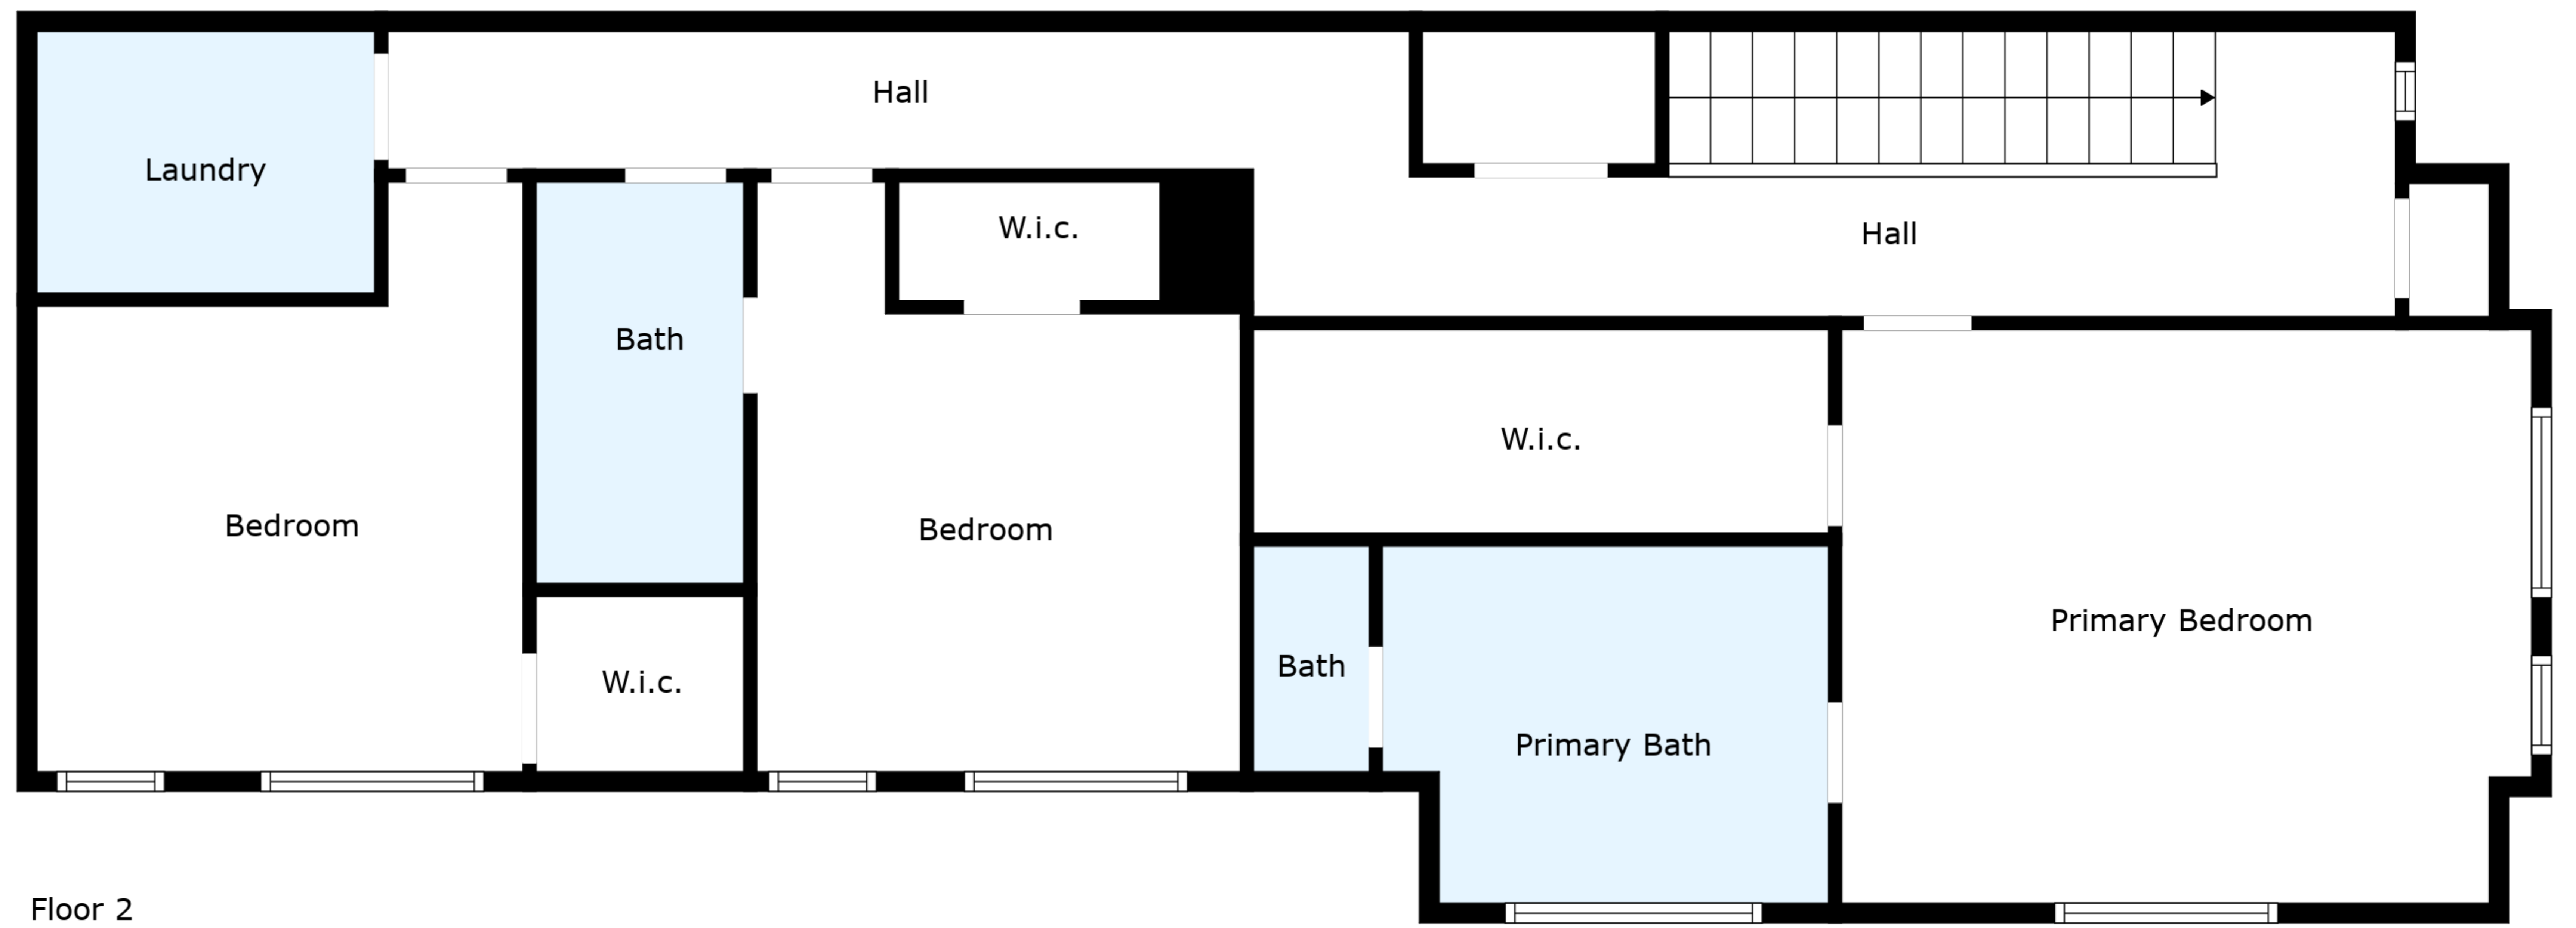 Hall
Laundry
W.i.c.
Hall
Bath
W.i.c.
Bedroom
Bedroom
Primary Bedroom
Bath
W.i.c.
Primary Bath
Floor 2